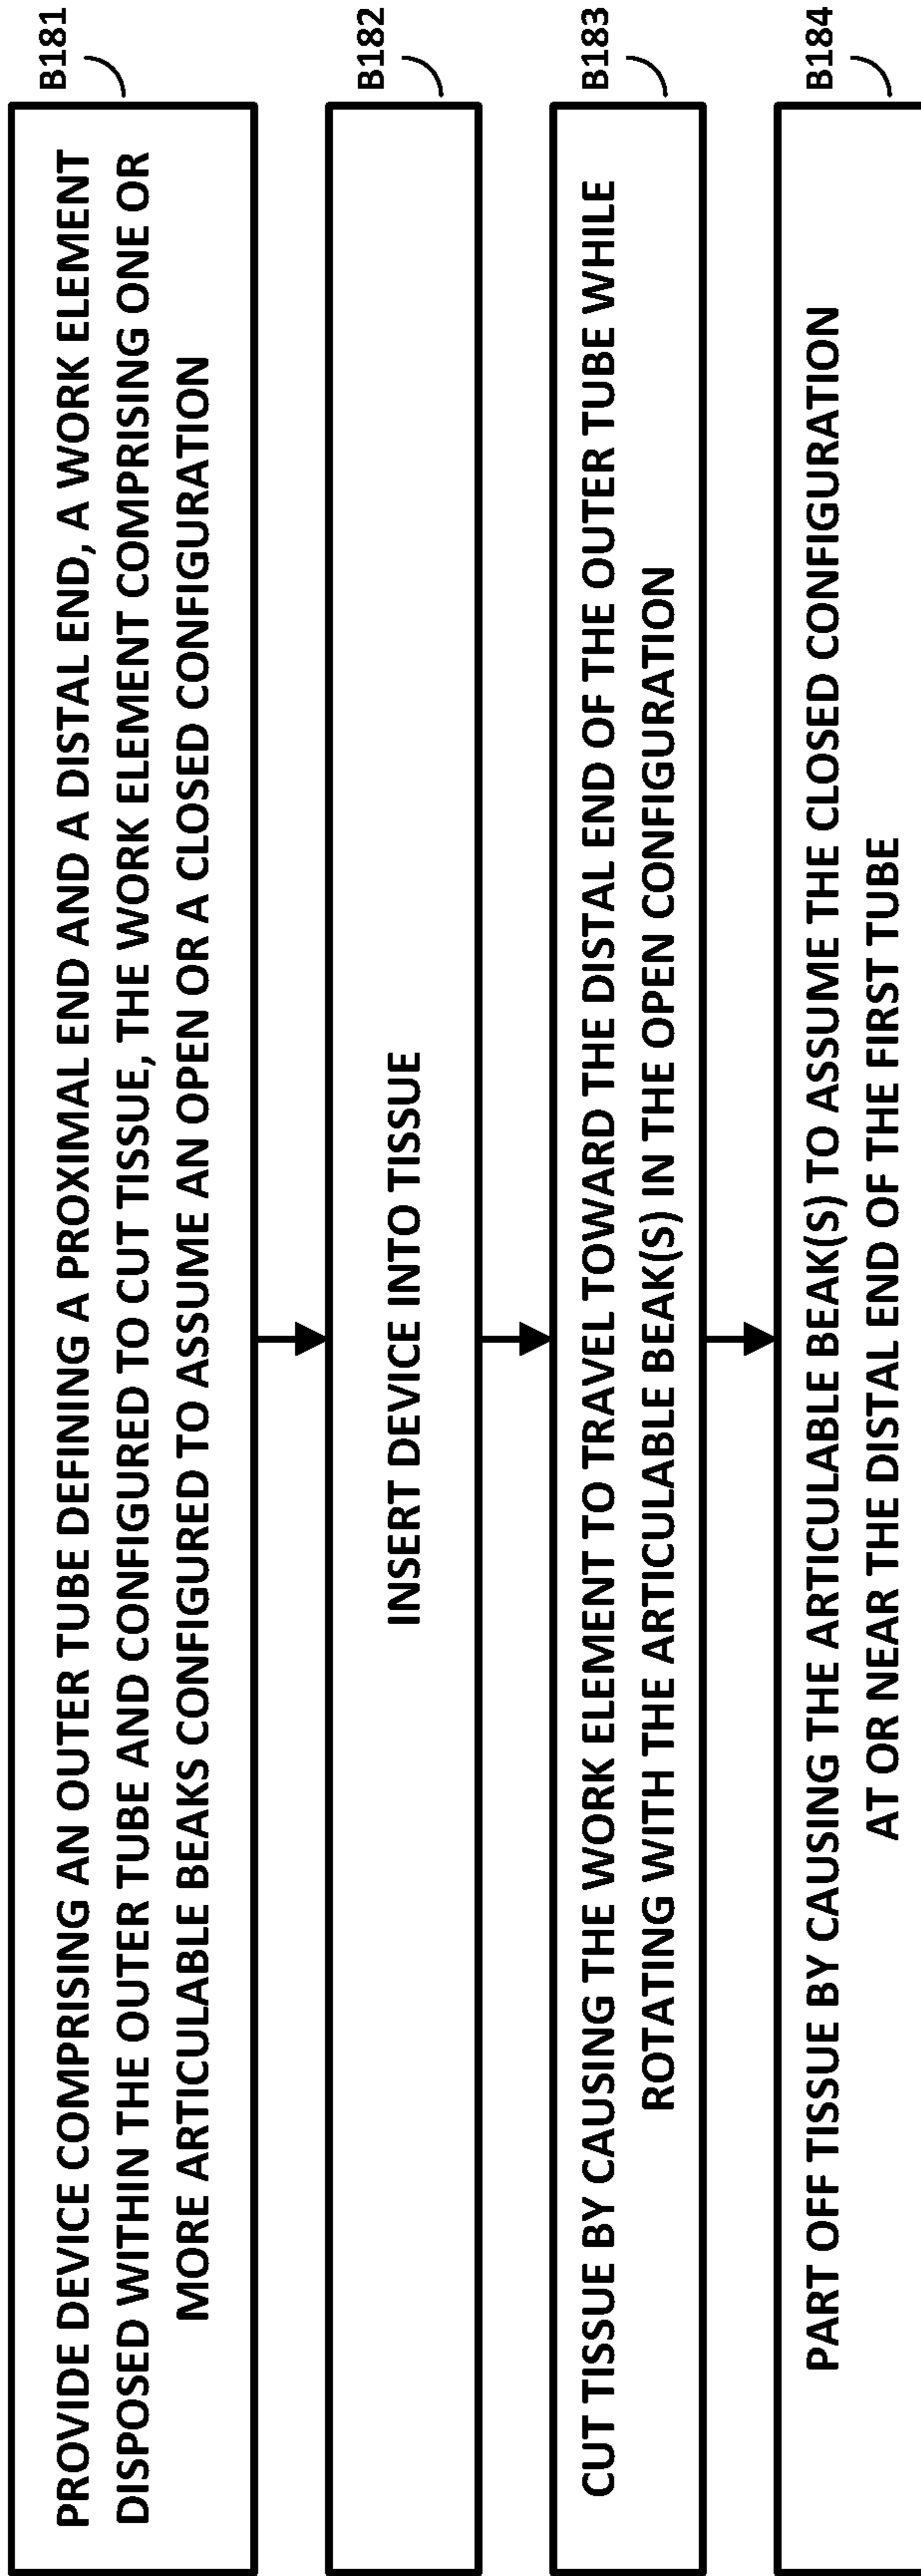 PROVIDE DEVICE COMPRISING AN OUTER TUBE DEFINING A PROXIMAL END AND A DISTAL END, A WORK ELEMENT
DISPOSED WITHIN THE OUTER TUBE AND CONFIGURED TO CUT TISSUE, THE WORK ELEMENT COMPRISING ONE OR
MORE ARTICULABLE BEAKS CONFIGURED TO ASSUME AN OPEN OR A CLOSED CONFIGURATION
B181
INSERT DEVICE INTO TISSUE
B182
CUT TISSUE BY CAUSING THE WORK ELEMENT TO TRAVEL TOWARD THE DISTAL END OF THE OUTER TUBE WHILE
ROTATING WITH THE ARTICULABLE BEAK(S) IN THE OPEN CONFIGURATION
B183
PART OFF TISSUE BY CAUSING THE ARTICULABLE BEAK(S) TO ASSUME THE CLOSED CONFIGURATION
AT OR NEAR THE DISTAL END OF THE FIRST TUBE
B184